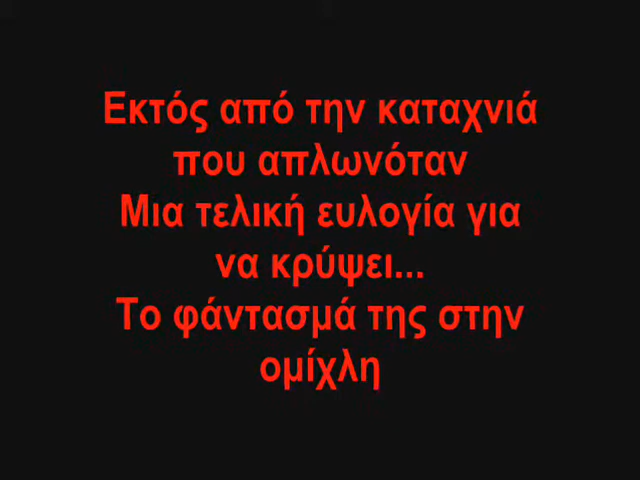 Εκτός από την καταχνιά
που απλωνόταν
Μια τελική ευλογία για
να κρύψει...
Το φάντασμά της στην
ομίχλη